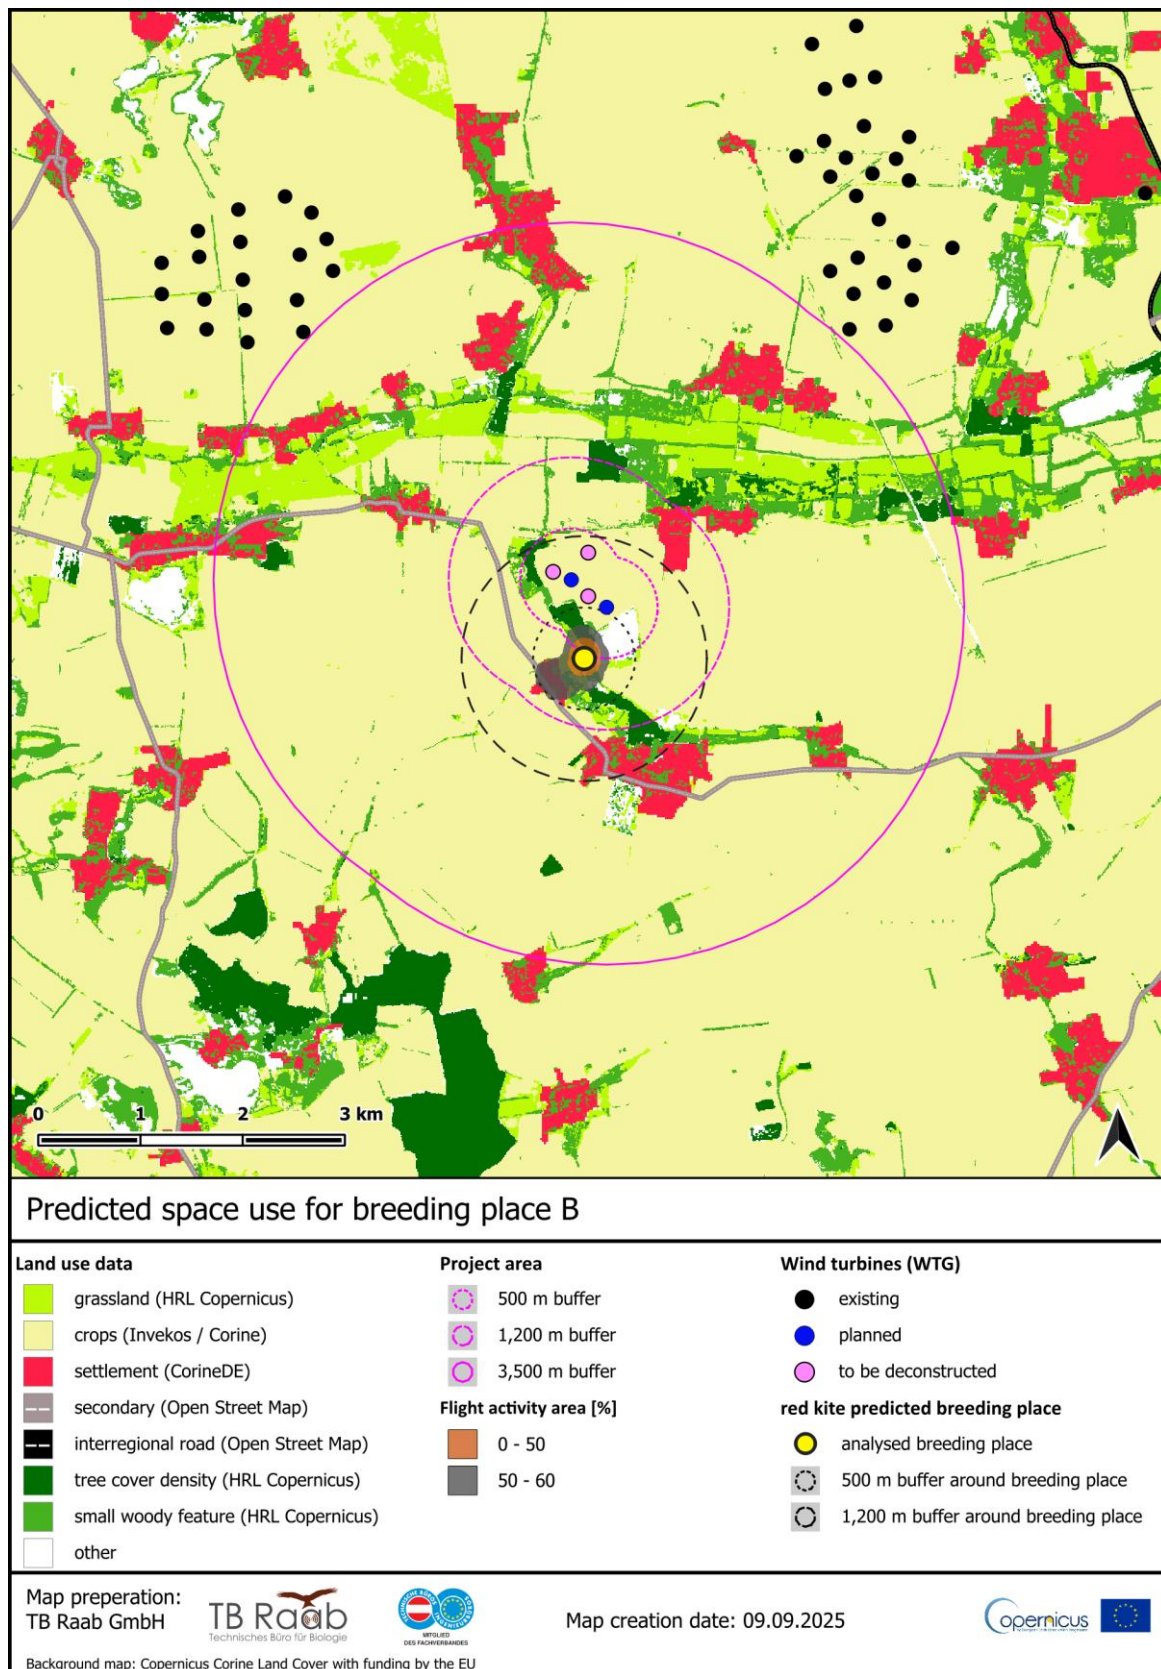 0 1 2 3 km
Predicted space use for breeding place B
Land use data
grassland (HRL Copernicus)
crops (Invekos / Corine)
settlement (CorineDE)
secondary (Open Street Map)
interregional road (Open Street Map)
tree cover density (HRL Copernicus)
small woody feature (HRL Copernicus)
other
Project area
500 m buffer
1,200 m buffer
3,500 m buffer
Flight activity area [%]
0 - 50
50 - 60
Wind turbines (WTG)
existing
planned
to be deconstructed
red kite predicted breeding place
analysed breeding place
500 m buffer around breeding place
1,200 m buffer around breeding place
Map preperation:
TB Raab GmbH
TB Raab
Technisches Büro für Biologie
MITGLIED
DES FACHVERBANDES
Map creation date: 09.09.2025
opernicus
Background map: Copernicus Corine Land Cover with funding by the EU